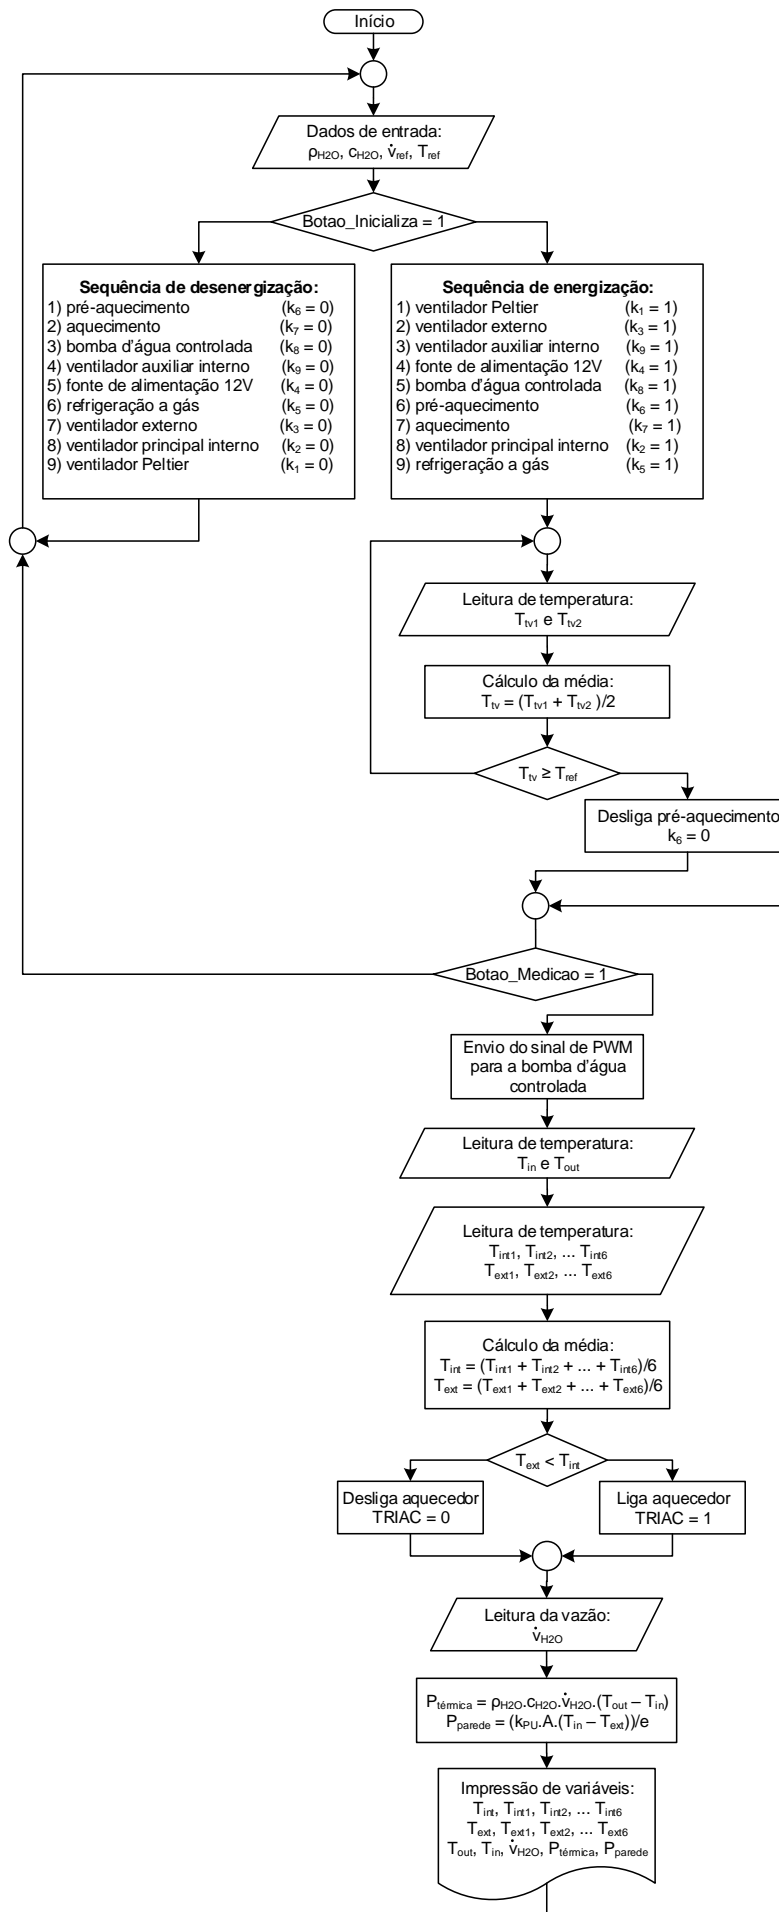 Início
Dados de entrada:
ρH2O, cH2O, v̇ref, Tref
Botao_Inicializa = 1
Sequência de desenergização:
1) pré-aquecimento (k6 = 0)
2) aquecimento (k7 = 0)
3) bomba d'água controlada (k8 = 0)
4) ventilador auxiliar interno (k9 = 0)
5) fonte de alimentação 12V (k4 = 0)
6) refrigeração a gás (k5 = 0)
7) ventilador externo (k3 = 0)
8) ventilador principal interno (k2 = 0)
9) ventilador Peltier (k1 = 0)
Sequência de energização:
1) ventilador Peltier (k1 = 1)
2) ventilador externo (k3 = 1)
3) ventilador auxiliar interno (k9 = 1)
4) fonte de alimentação 12V (k4 = 1)
5) bomba d'água controlada (k8 = 1)
6) pré-aquecimento (k6 = 1)
7) aquecimento (k7 = 1)
8) ventilador principal interno (k2 = 1)
9) refrigeração a gás (k5 = 1)
Leitura de temperatura:
Ttv1 e Ttv2
Cálculo da média:
Ttv = (Ttv1 + Ttv2 )/2
Ttv ≥ Tref
Desliga pré-aquecimento
k6 = 0
Botao_Medicao = 1
Envio do sinal de PWM
para a bomba d'água
controlada
Leitura de temperatura:
Tin e Tout
Leitura de temperatura:
Tint1, Tint2, ... Tint6
Text1, Text2, ... Text6
Cálculo da média:
Tint = (Tint1 + Tint2 + ... + Tint6)/6
Text = (Text1 + Text2 + ... + Text6)/6
Text < Tint
Desliga aquecedor
TRIAC = 0
Liga aquecedor
TRIAC = 1
Leitura da vazão:
v̇H2O
Ptérmica = ρH2O.cH2O.v̇H2O.(Tout – Tin)
Pparede = (kPU.A.(Tin – Text))/e
Impressão de variáveis:
Tint, Tint1, Tint2, ... Tint6
Text, Text1, Text2, ... Text6
Tout, Tin, v̇H2O, Ptérmica, Pparede